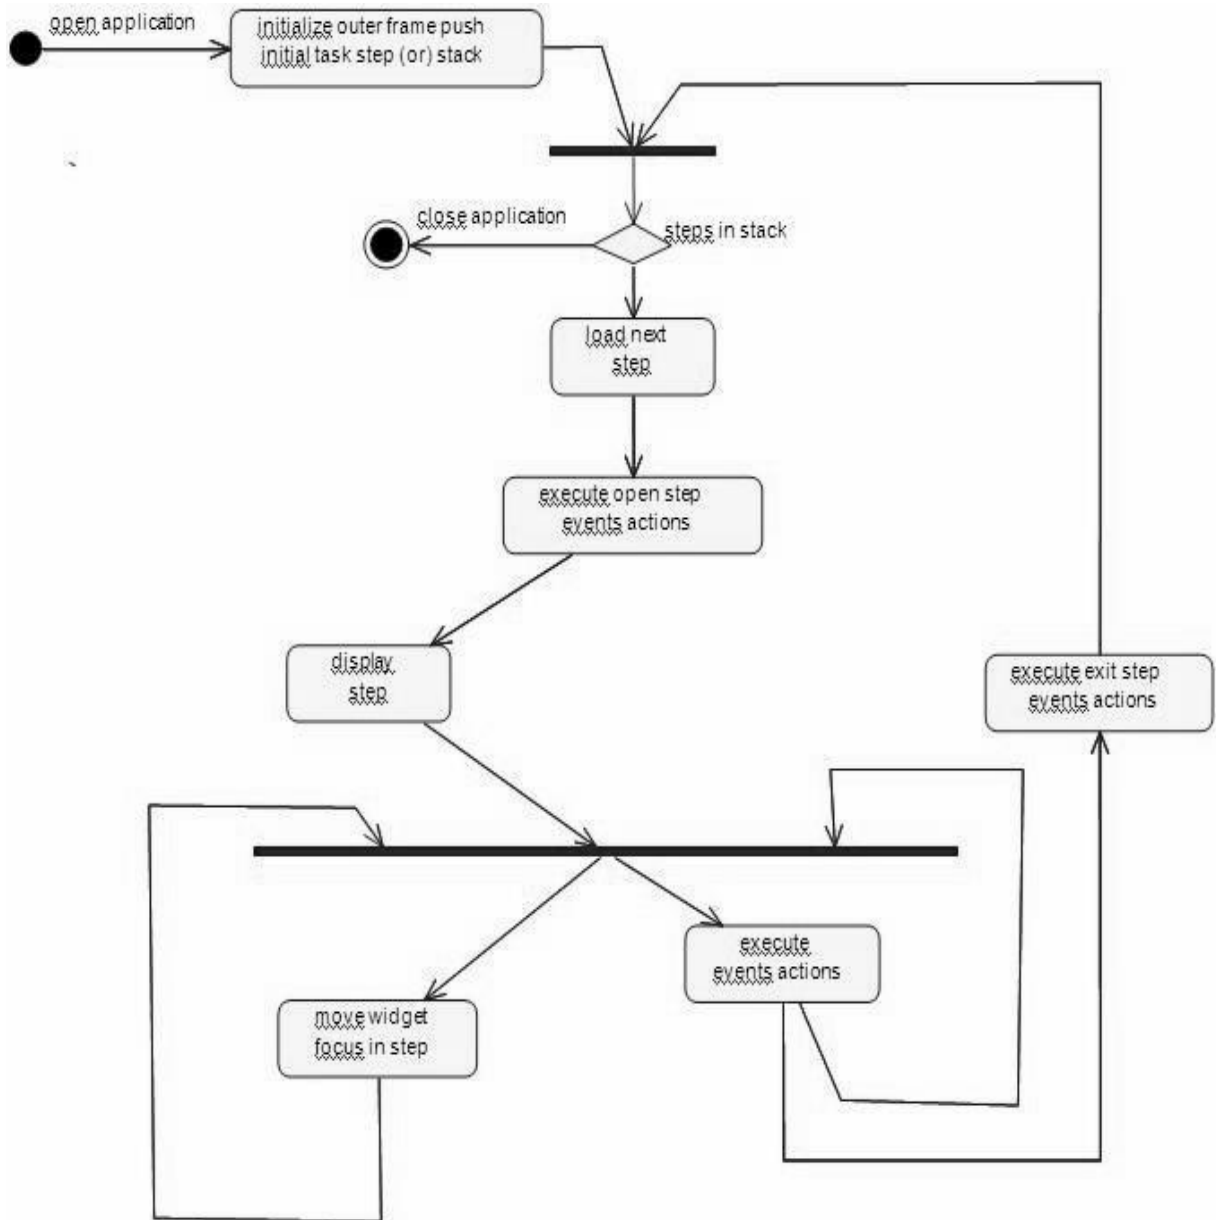 open application
initialize outer frame push
initial task step (or) stack
close application
steps in stack
load next
step
execute open step
events actions
display
step
execute exit step
events actions
execute
events actions
move widget
focus in step